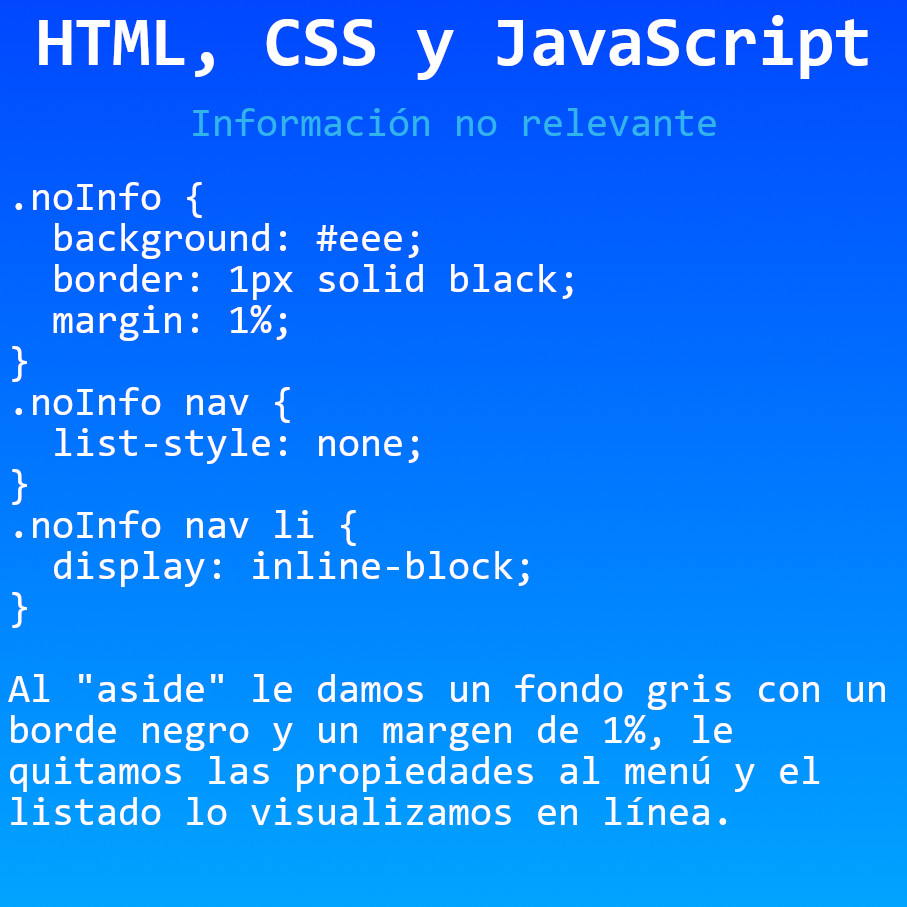 HTML, CSS y JavaScript
Información no relevante
.noInfo {
  background: #eee;
  border: 1px solid black;
  margin: 1%;
}
.noInfo nav {
  list-style: none;
}
.noInfo nav li {
  display: inline-block;
}
Al "aside" le damos un fondo gris con un
borde negro y un margen de 1%, le
quitamos las propiedades al menú y el
listado lo visualizamos en línea.